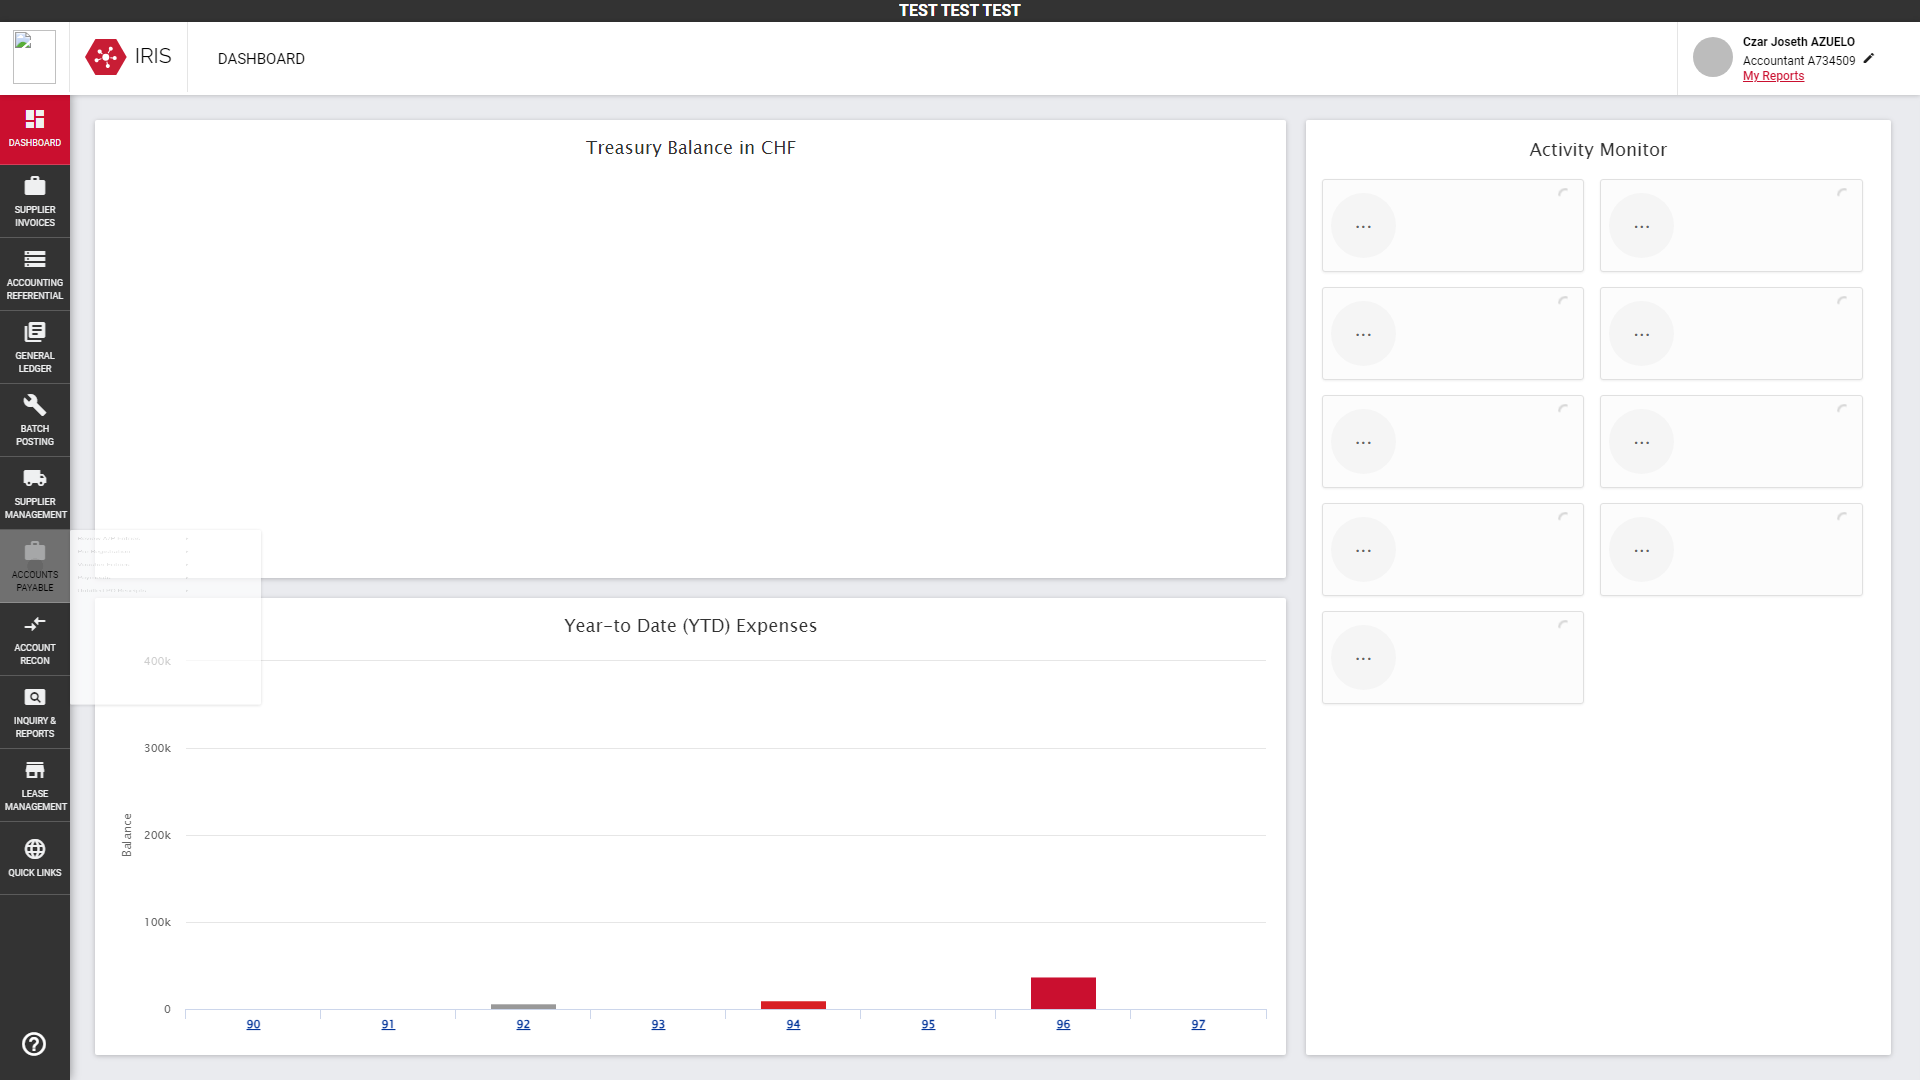 TEST TEST TEST
IRIS
DASHBOARD
Czar Joseth AZUELO
Accountant A734509
My Reports
DASHBOARD
SUPPLIER
INVOICES
ACCOUNTING
REFERENTIAL
GENERAL
LEDGER
BATCH
POSTING
SUPPLIER
MANAGEMENT
ACCOUNTS
PAYABLE
ACCOUNT
RECON
INQUIRY &
REPORTS
LEASE
MANAGEMENT
QUICK LINKS
Treasury Balance in CHF
Year-to Date (YTD) Expenses
400k
300k
200k
100k
0
Balance
90
91
92
93
94
95
96
97
Activity Monitor
...
...
...
...
...
...
...
...
...